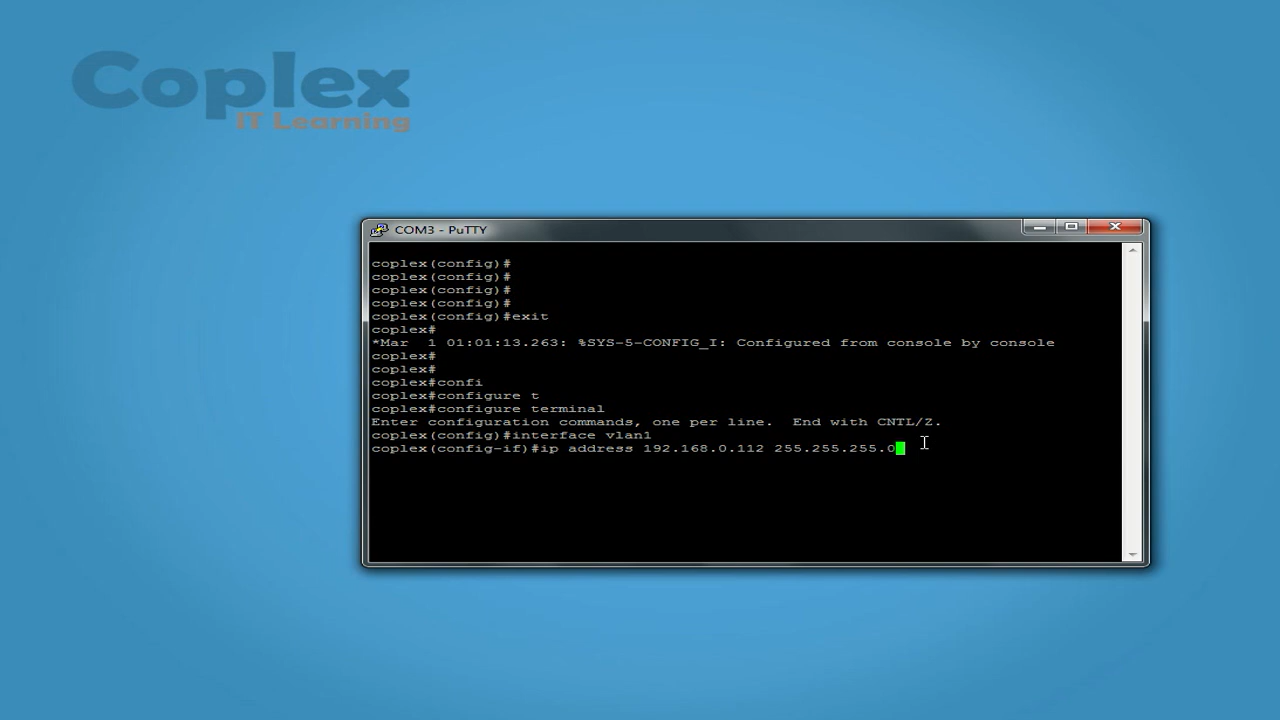 Coplex
IT Learning
COM3 - PuTTY
coplex(config)#
coplex(config)#
coplex(config)#
coplex(config)#
coplex(config)#exit
coplex#
*Mar  1 01:01:13.263: %SYS-5-CONFIG_I: Configured from console by console
coplex#
coplex#
coplex#confi
coplex#configure t
coplex#configure terminal
Enter configuration commands, one per line.  End with CNTL/Z.
coplex(config)#interface vlan1
coplex(config-if)#ip address 192.168.0.112 255.255.255.0